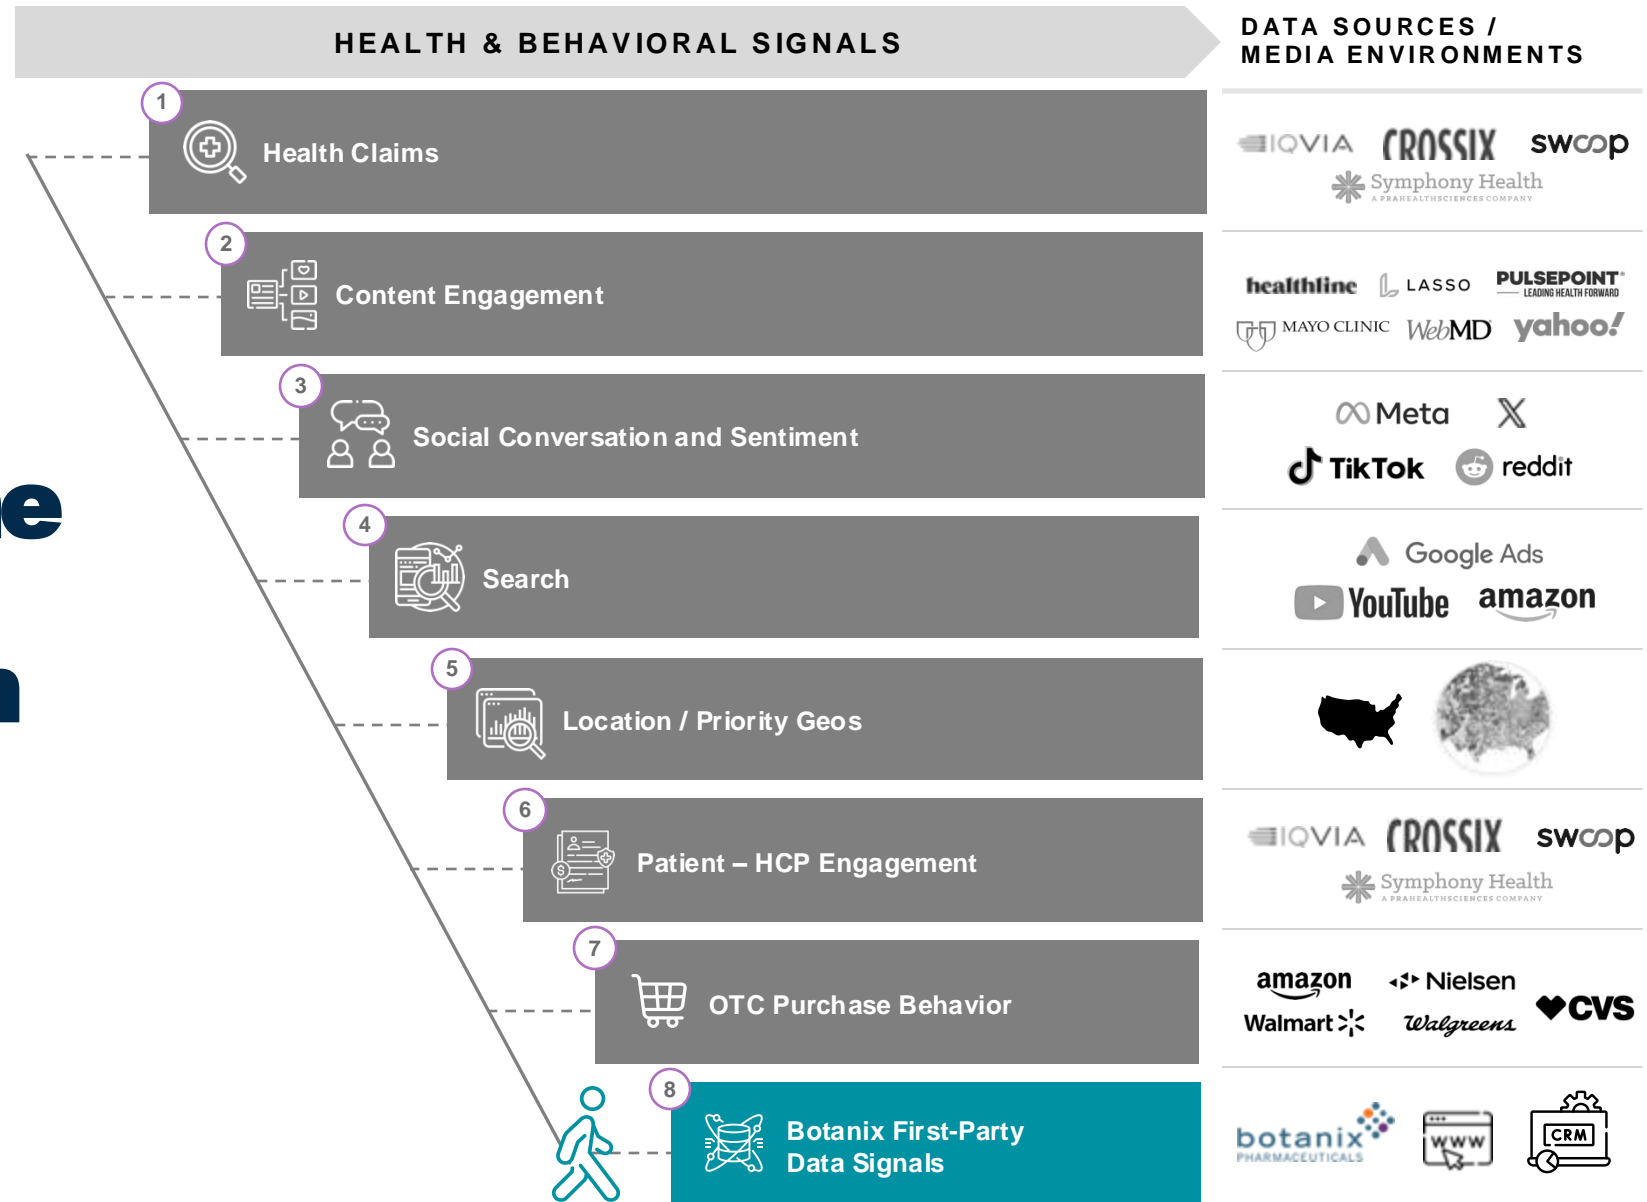 HEALTH & BEHAVIORAL SIGNALS
DATA SOURCES /
MEDIA ENVIRONMENTS
1
Health Claims
IQVIA CROSSIX swoop
Symphony Health
A PRAHEALTHSCIENCES COMPANY
2
Content Engagement
healthline LASSO PULSEPOINT
LEADING HEALTH FORWARD
MAYO CLINIC WebMD yahoo!
3
Social Conversation and Sentiment
Meta X
TikTok reddit
e
4
Search
Google Ads
YouTube amazon
n
5
Location / Priority Geos
6
Patient – HCP Engagement
IQVIA CROSSIX swoop
Symphony Health
A PRAHEALTHSCIENCES COMPANY
7
OTC Purchase Behavior
amazon Nielsen
Walmart Walgreens CVS
8
Botanix First-Party
Data Signals
botanix
PHARMACEUTICALS
www
CRM